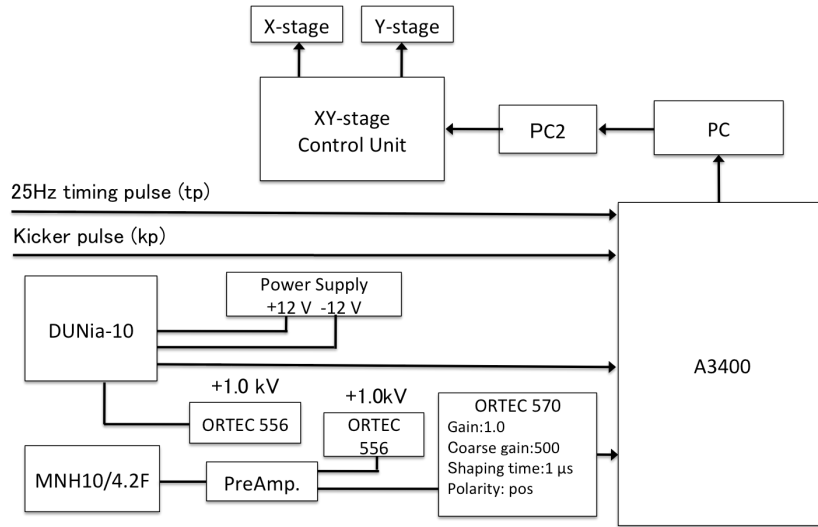 X-stage
Y-stage
XY-stage
Control Unit
PC2
PC
25Hz timing pulse (tp)
Kicker pulse (kp)
Power Supply
+12 V -12 V
DUNia-10
A3400
+1.0 kV
+1.0kV
ORTEC 556
ORTEC
556
ORTEC 570
Gain:1.0
Coarse gain:500
Shaping time:1 μs
Polarity: pos
MNH10/4.2F
PreAmp.